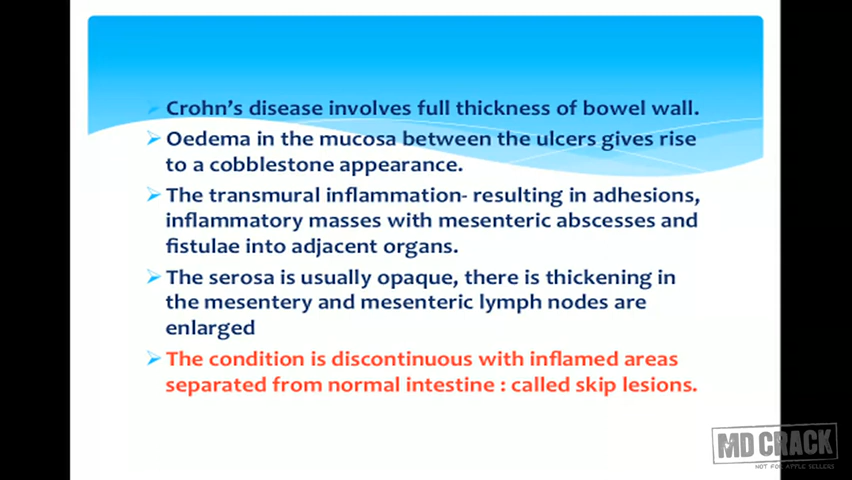 Crohn's disease involves full thickness of bowel wall.
Oedema in the mucosa between the ulcers gives rise
to a cobblestone appearance.
The transmural inflammation- resulting in adhesions,
inflammatory masses with mesenteric abscesses and
fistulae into adjacent organs.
The serosa is usually opaque, there is thickening in
the mesentery and mesenteric lymph nodes are
enlarged
The condition is discontinuous with inflamed areas
separated from normal intestine : called skip lesions.
MD CRACK
NOT FOR APPLE SELLERS